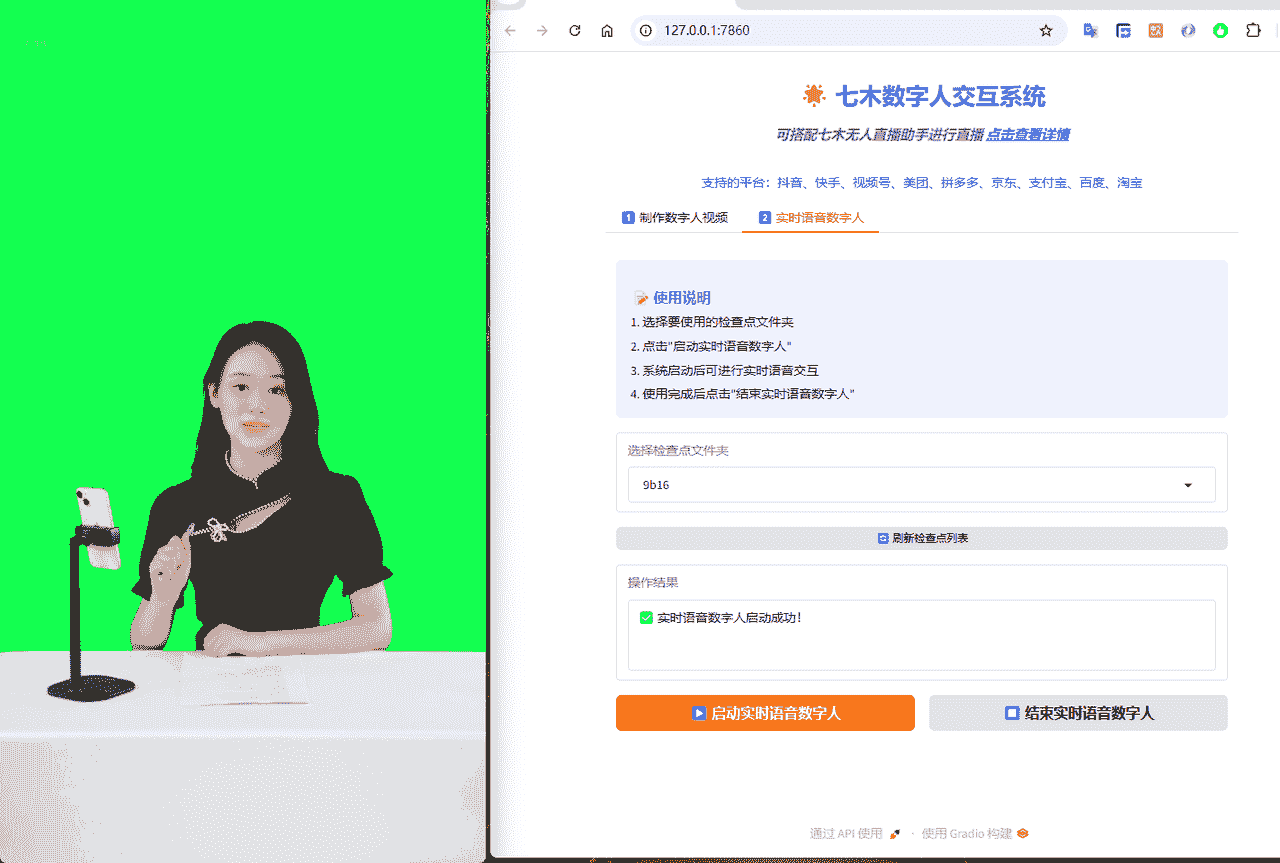 127.0.0.1:7860
七木数字人交互系统
可搭配七木无人直播助手进行直播 点击查看详情
支持的平台：抖音、快手、视频号、美团、拼多多、京东、支付宝、百度、淘宝
1 制作数字人视频
2 实时语音数字人
使用说明
1. 选择要使用的检查点文件夹
2. 点击"启动实时语音数字人"
3. 系统启动后可进行实时语音交互
4. 使用完成后点击"结束实时语音数字人"
选择检查点文件夹
9b16
刷新检查点列表
操作结果
实时语音数字人启动成功！
启动实时语音数字人
结束实时语音数字人
通过 API 使用 · 使用 Gradio 构建